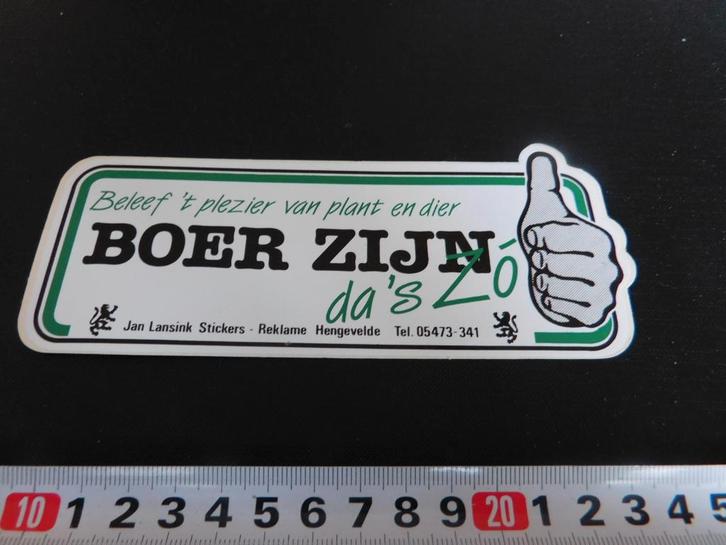 Beleef 't plezier van plant en dier
BOER ZIJN
da's Zó
Jan Lansink Stickers - Reklame Hengevelde Tel. 05473-341
10 1 2 3 4 5 6 7 8 9 20 1 2 3 4 5